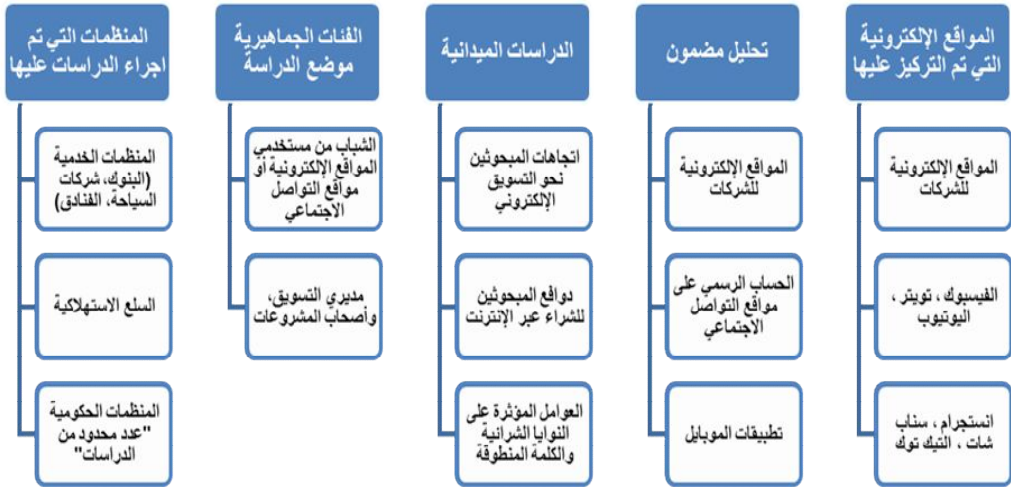 المواقع الإلكترونية
التي تم التركيز عليها
المواقع الإلكترونية
للشركات
الفيسبوك ، تويتر ،
اليوتيوب
انستجرام ، سناب
شات ، التيك توك
تحليل مضمون
المواقع الإلكترونية
للشركات
الحساب الرسمي على
مواقع التواصل
الاجتماعي
تطبيقات الموبايل
الدراسات الميدانية
اتجاهات المبحوثين
نحو التسويق
الإلكتروني
دوافع المبحوثين
للشراء عبر الإنترنت
العوامل المؤثرة على
النوايا الشرائية
والكلمة المنطوقة
الفئات الجماهيرية
موضع الدراسة
الشباب من مستخدمي
المواقع الإلكترونية أو
مواقع التواصل
الاجتماعي
مديري التسويق،
وأصحاب المشروعات
المنظمات التي تم
اجراء الدراسات عليها
المنظمات الخدمية
(البنوك، شركات
السياحة، الفنادق)
السلع الاستهلاكية
المنظمات الحكومية
"عدد محدود من
الدراسات"